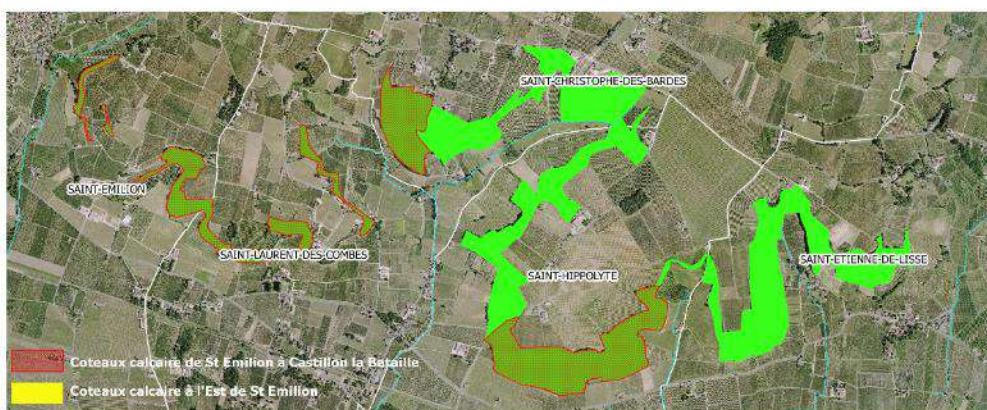 SAINT-CHRISTOPHE-DES-BARDES
SAINT-EMILION
SAINT-LAURENT-DES-COMBES
SAINT-HIPPOLYTE
SAINT-ETIENNE-DE-LISSE
Coteaux calcaire de St Emilion à Castillon la Bataille
Coteaux calcaire à l'Est de St Emilion